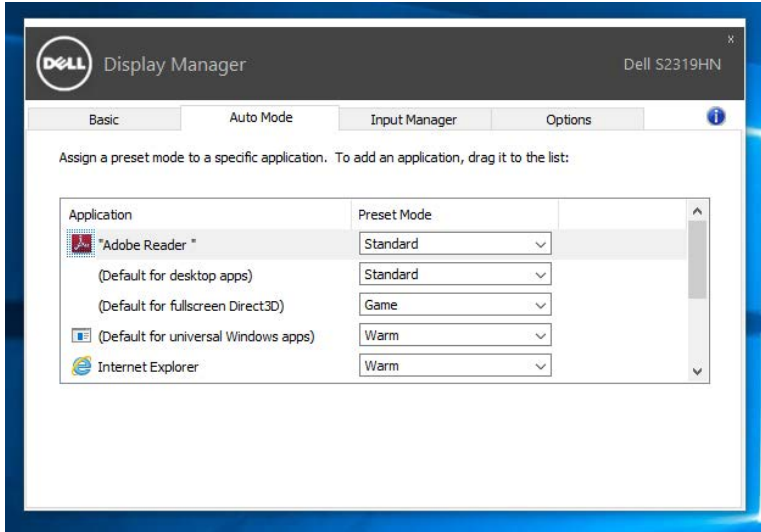 x
DELL Display Manager Dell S2319HN
Basic Auto Mode Input Manager Options
Assign a preset mode to a specific application. To add an application, drag it to the list:
Application Preset Mode
"Adobe Reader " Standard
(Default for desktop apps) Standard
(Default for fullscreen Direct3D) Game
(Default for universal Windows apps) Warm
Internet Explorer Warm